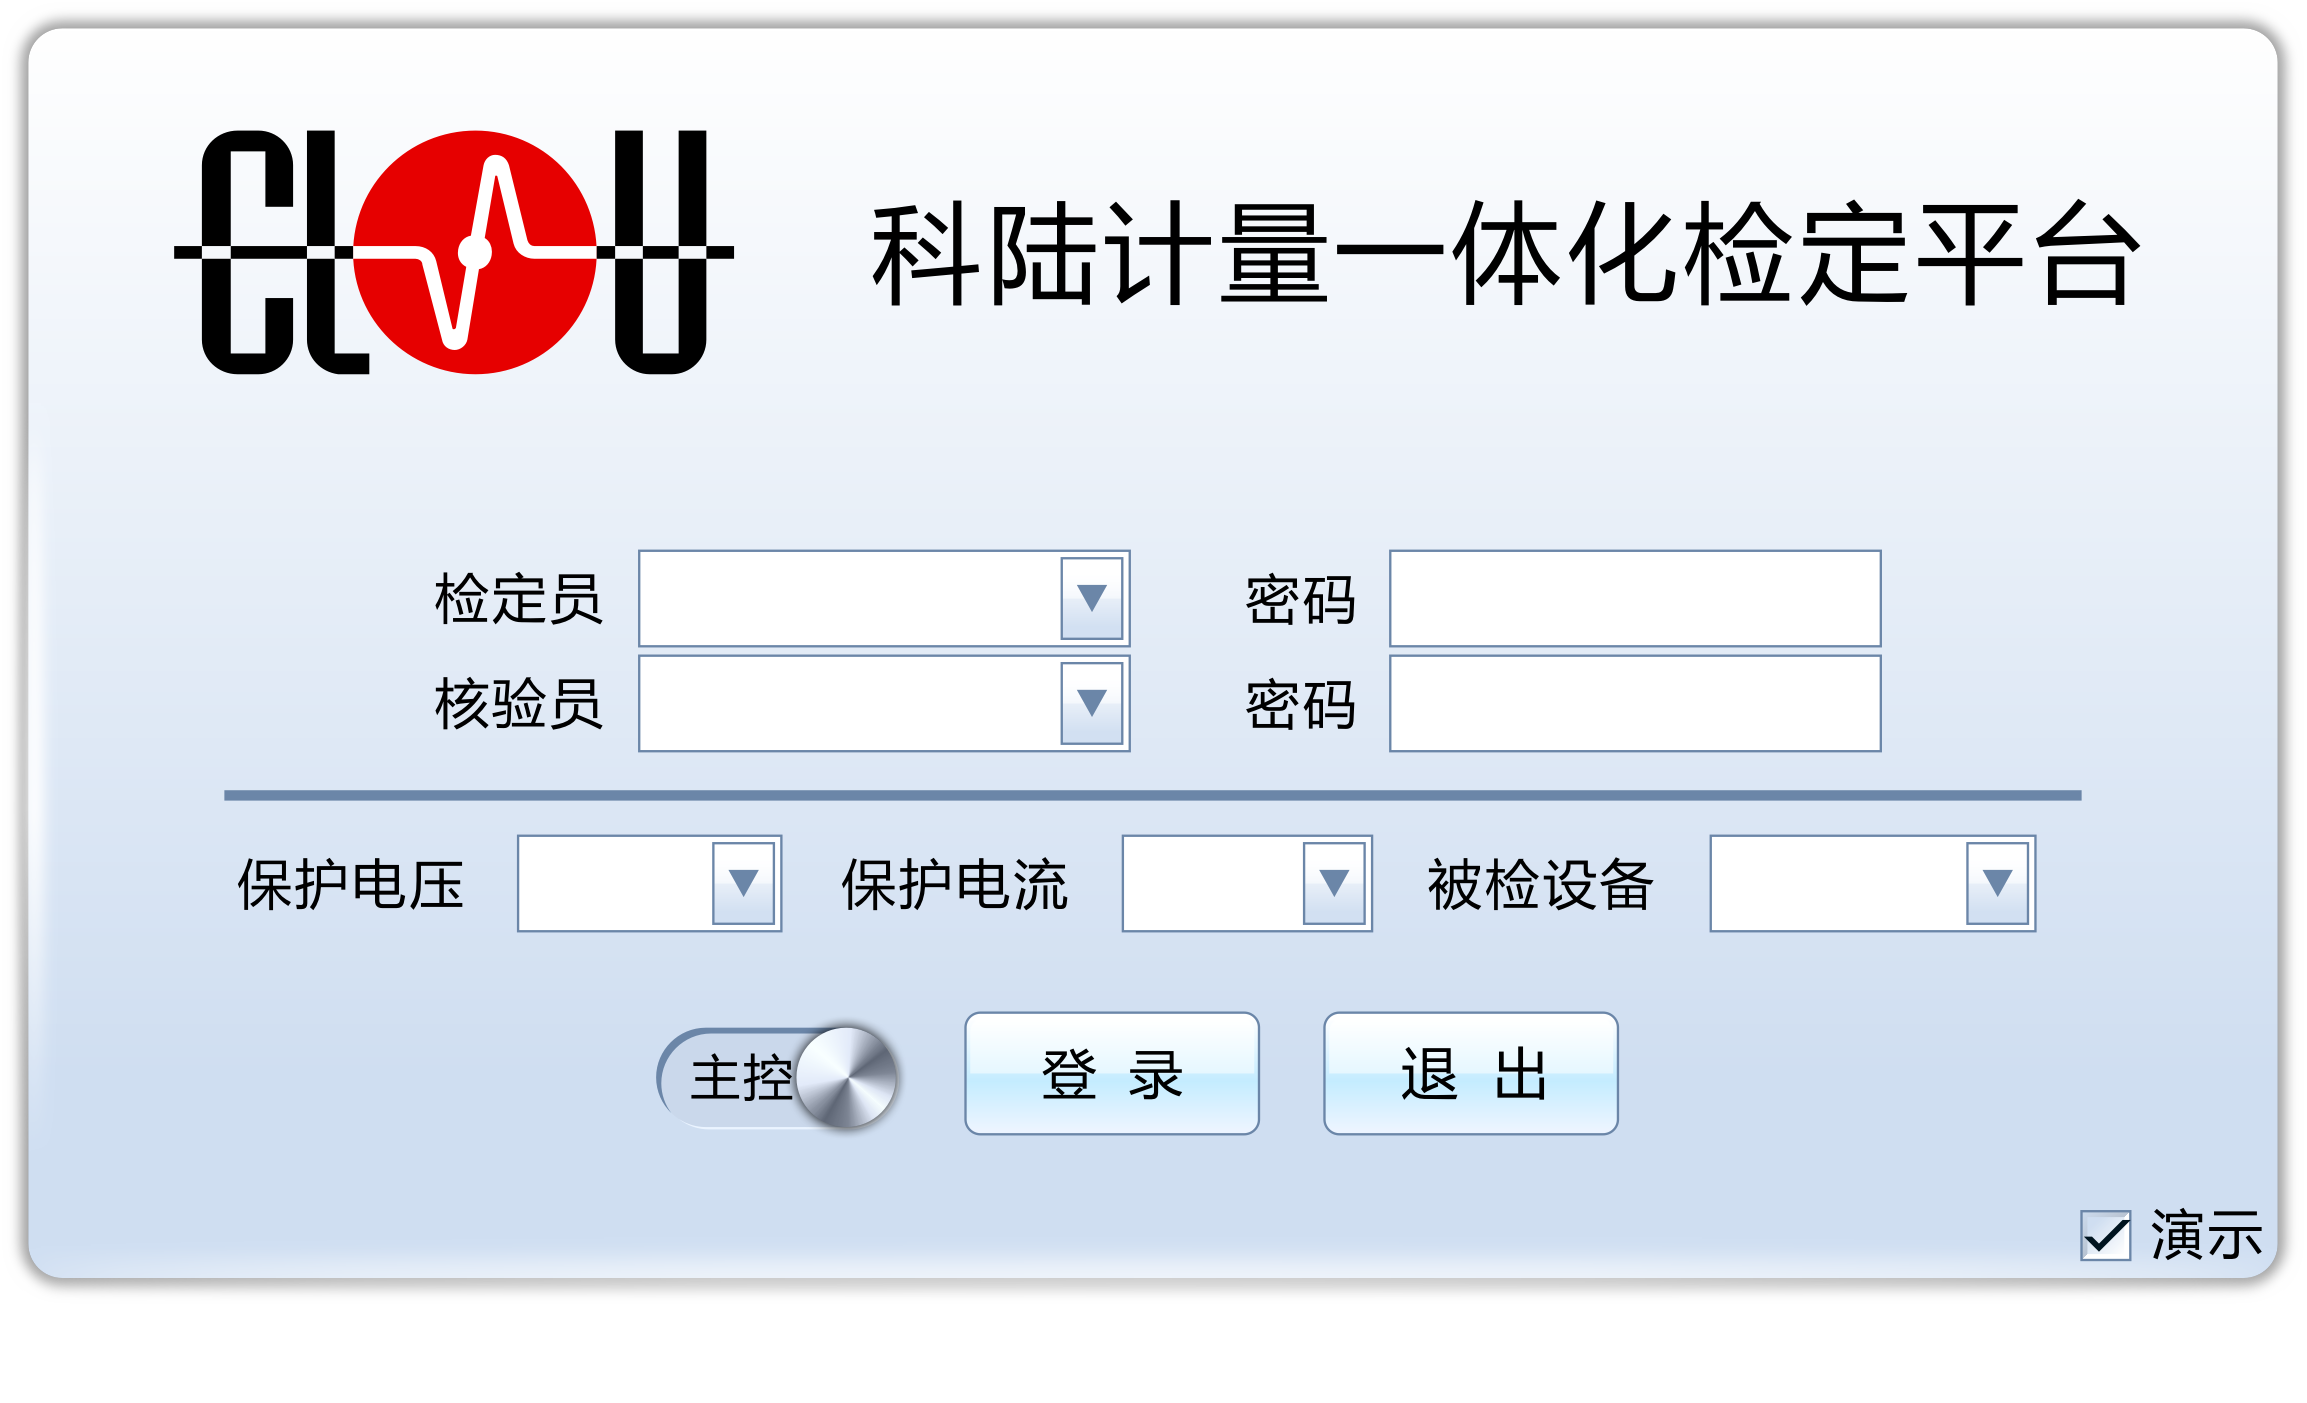 CLOU 科陆计量一体化检定平台
检定员 密码
核验员 密码
保护电压 保护电流 被检设备
主控 登 录 退 出
演示